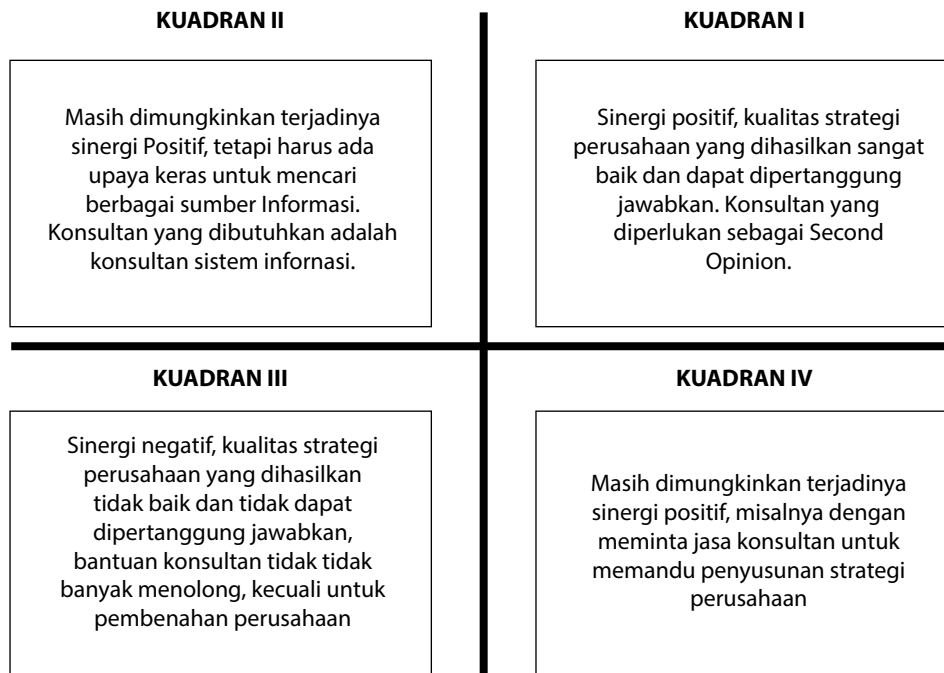 KUADRAN II
Masih dimungkinkan terjadinya
sinergi Positif, tetapi harus ada
upaya keras untuk mencari
berbagai sumber Informasi.
Konsultan yang dibutuhkan adalah
konsultan sistem infornasi.
KUADRAN I
Sinergi positif, kualitas strategi
perusahaan yang dihasilkan sangat
baik dan dapat dipertanggung
jawabkan. Konsultan yang
diperlukan sebagai Second
Opinion.
KUADRAN III
Sinergi negatif, kualitas strategi
perusahaan yang dihasilkan
tidak baik dan tidak dapat
dipertanggung jawabkan,
bantuan konsultan tidak tidak
banyak menolong, kecuali untuk
pembenahan perusahaan
KUADRAN IV
Masih dimungkinkan terjadinya
sinergi positif, misalnya dengan
meminta jasa konsultan untuk
memandu penyusunan strategi
perusahaan